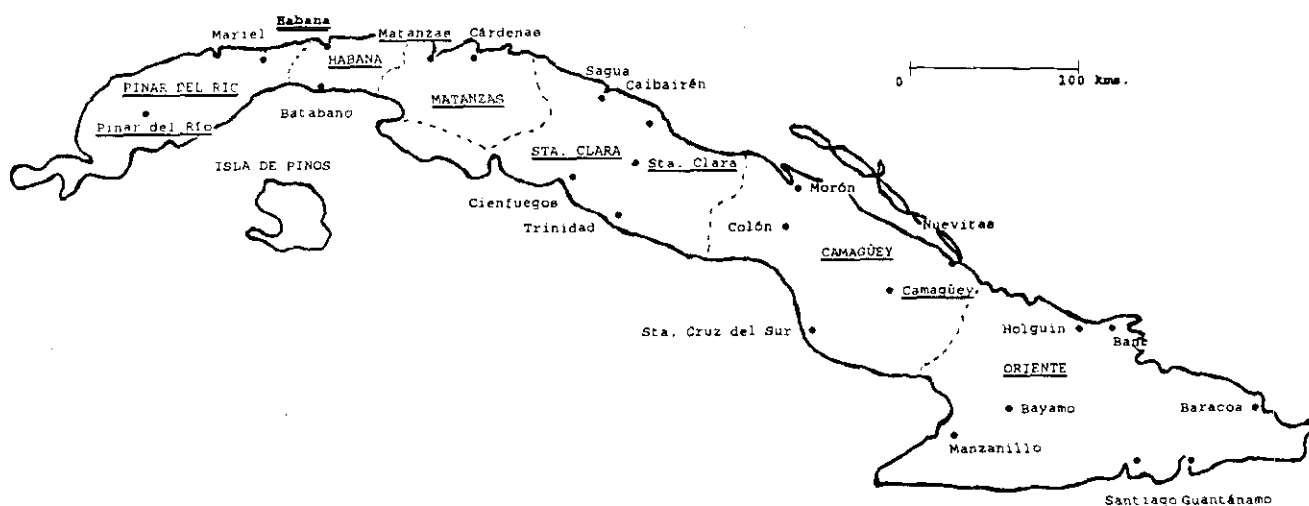 Habana
Mariel
Matanzas
Cárdenas
HABANA
Sagua
Caibairén
0 100 kms.
PINAR DEL RIO
MATANZAS
Batabano
Pinar del Río
ISLA DE PINOS
STA. CLARA
Sta. Clara
Morón
Cienfuegos
Trinidad
Colón
Nuevitas
CAMAGÜEY
Camagüey
Sta. Cruz del Sur
Holguin
Bant
ORIENTE
Bayamo
Baracoa
Manzanillo
Santiago Guantánamo